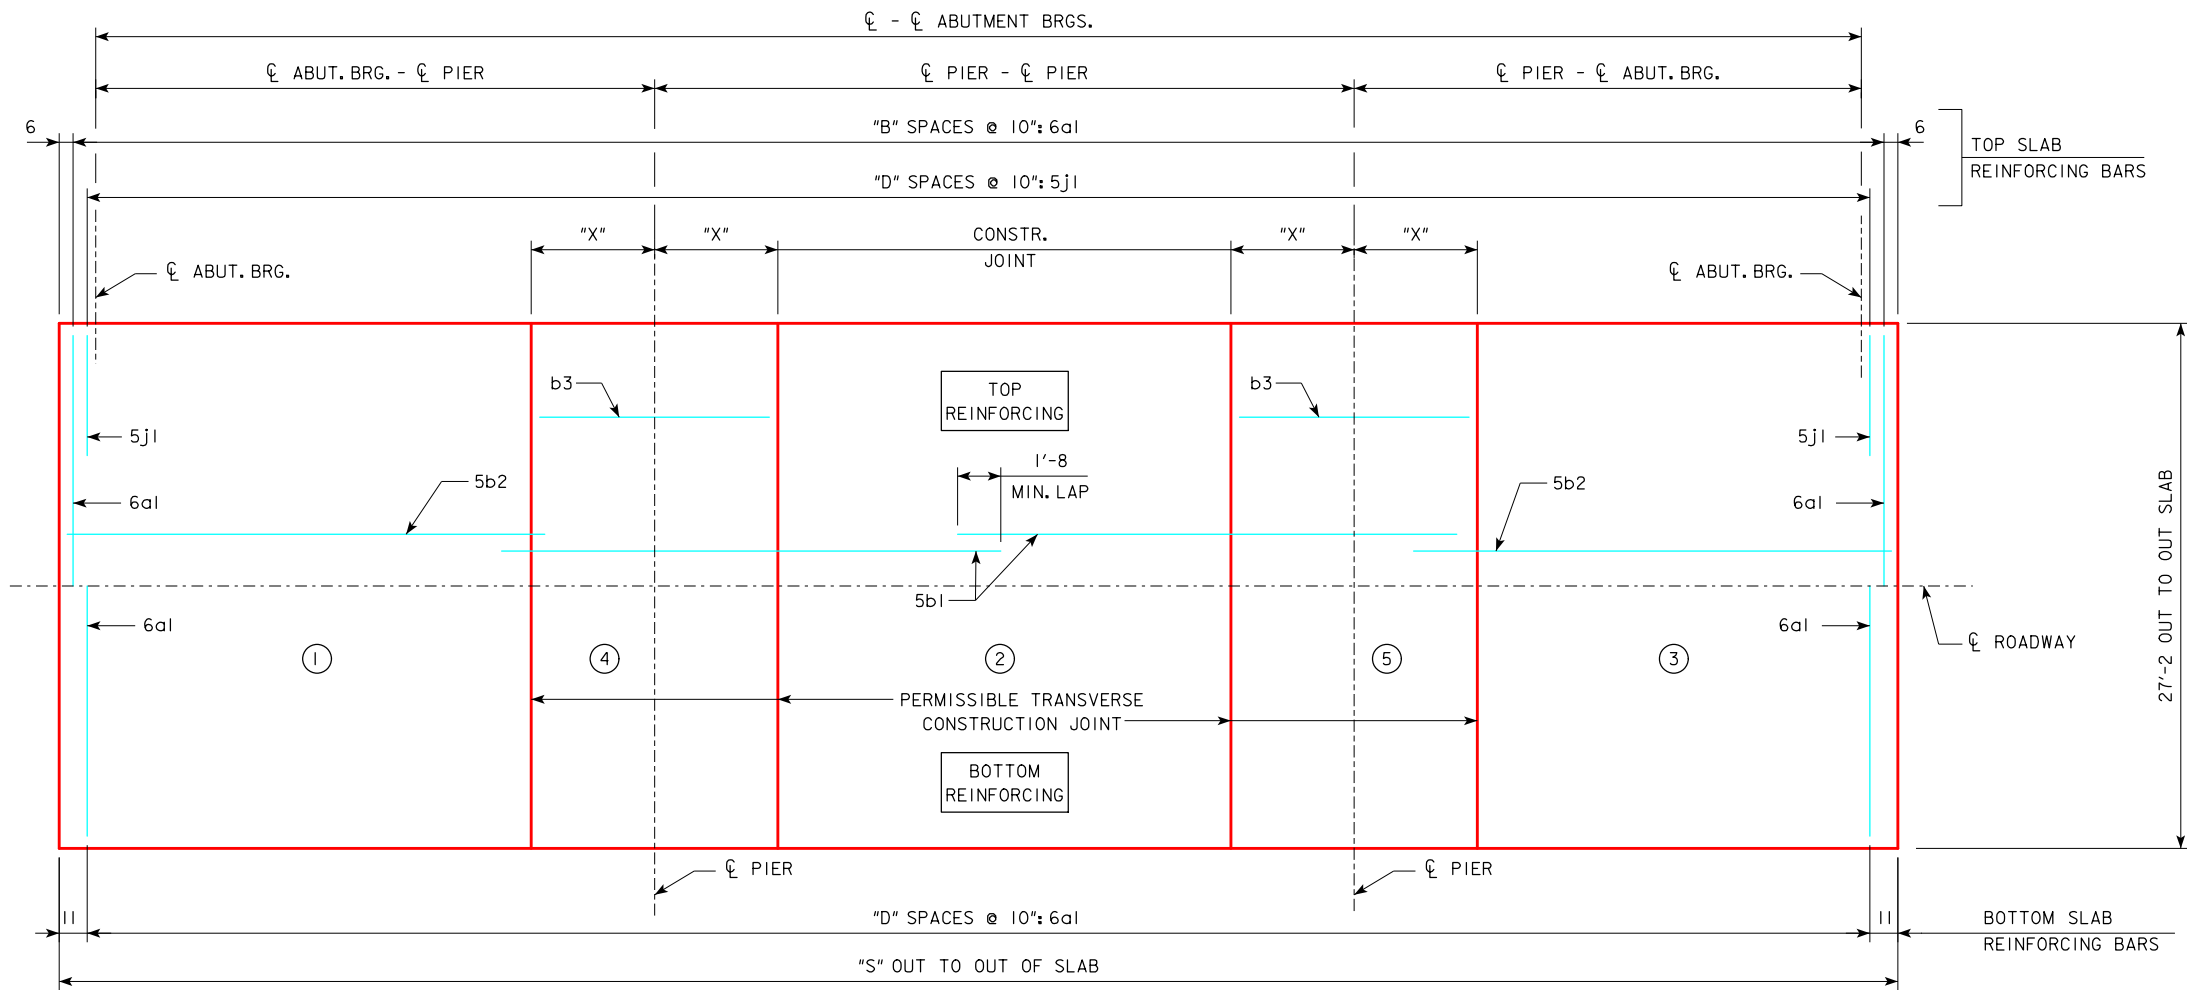 ℄ - ℄ ABUTMENT BRGS.
℄ ABUT. BRG. - ℄ PIER
℄ PIER - ℄ PIER
℄ PIER - ℄ ABUT. BRG.
6
"B" SPACES @ 10": 6a1
6
TOP SLAB
REINFORCING BARS
"D" SPACES @ 10": 5j1
"X"
"X"
CONSTR.
JOINT
"X"
"X"
℄ ABUT. BRG.
℄ ABUT. BRG.
b3
TOP
REINFORCING
b3
5j1
5j1
1'-8
MIN. LAP
5b2
5b2
6a1
6a1
5b1
6a1
6a1
℄ ROADWAY
27'-2 OUT TO OUT SLAB
1
4
2
5
3
PERMISSIBLE TRANSVERSE
CONSTRUCTION JOINT
BOTTOM
REINFORCING
℄ PIER
℄ PIER
11
"D" SPACES @ 10": 6a1
11
BOTTOM SLAB
REINFORCING BARS
"S" OUT TO OUT OF SLAB